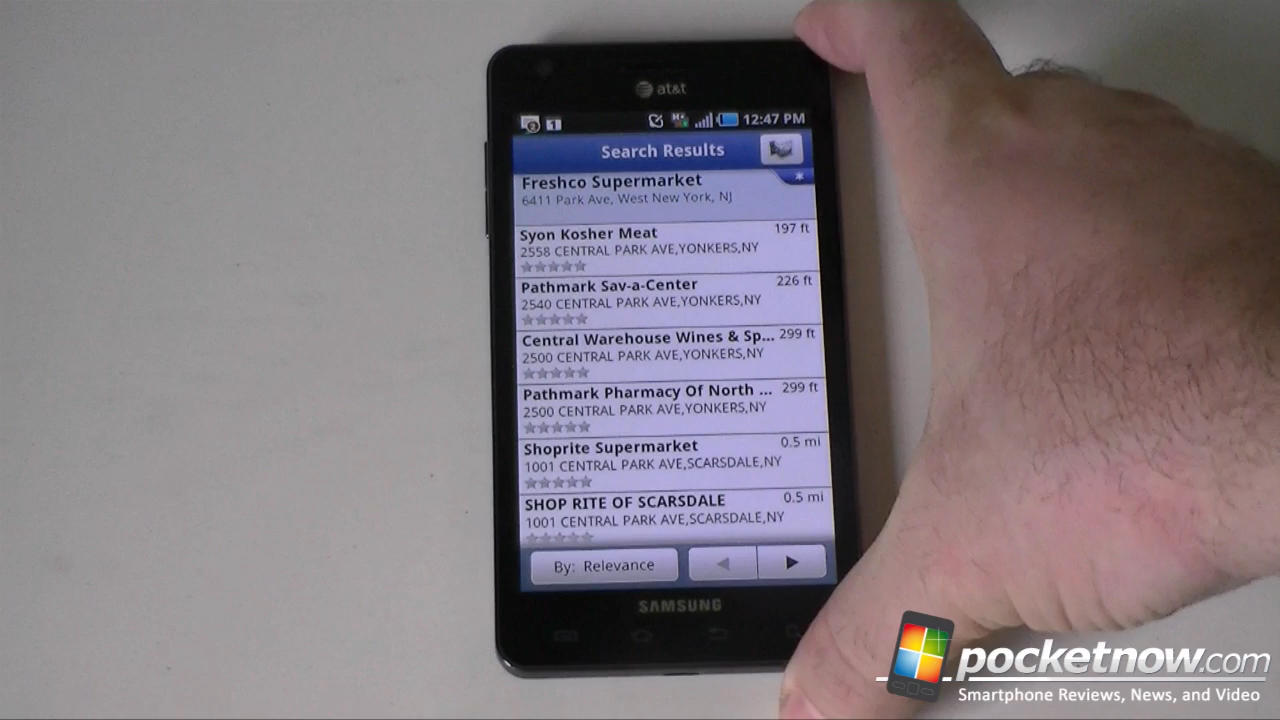 at&t
2 1 12:47 PM
Search Results
Freshco Supermarket
6411 Park Ave, West New York, NJ
Syon Kosher Meat 197 ft
2558 CENTRAL PARK AVE,YONKERS,NY
Pathmark Sav-a-Center 226 ft
2540 CENTRAL PARK AVE,YONKERS,NY
Central Warehouse Wines & Sp... 299 ft
2500 CENTRAL PARK AVE,YONKERS,NY
Pathmark Pharmacy Of North ... 299 ft
2500 CENTRAL PARK AVE,YONKERS,NY
Shoprite Supermarket 0.5 mi
1001 CENTRAL PARK AVE,SCARSDALE,NY
SHOP RITE OF SCARSDALE 0.5 mi
1001 CENTRAL PARK AVE,SCARSDALE,NY
By: Relevance
SAMSUNG
pocketnow.com
Smartphone Reviews, News, and Video